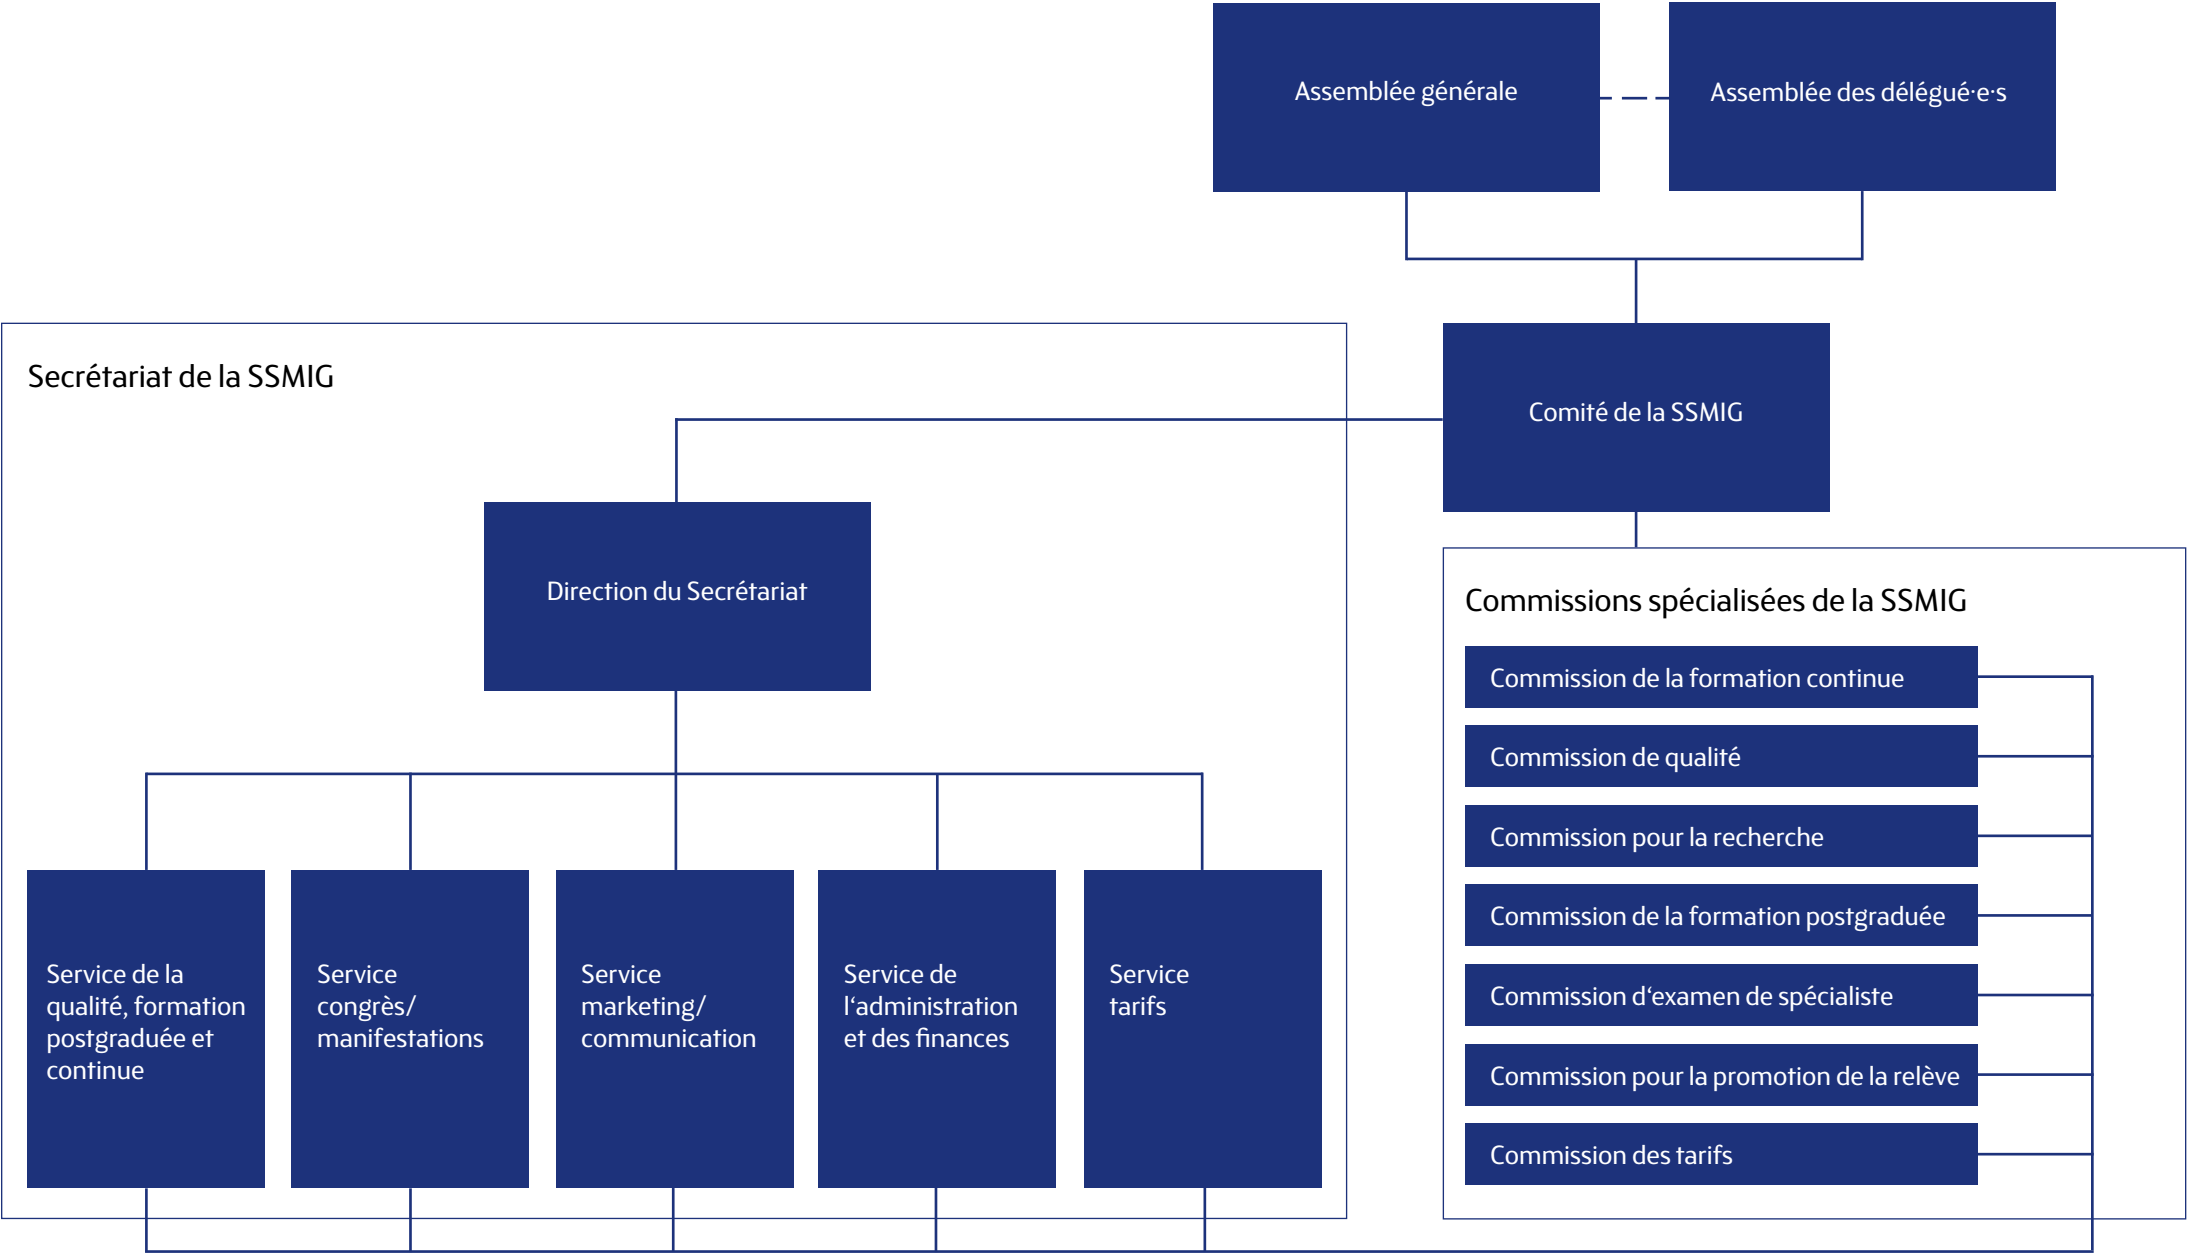 Assemblée générale
Assemblée des délégué·e·s
Secrétariat de la SSMIG
Comité de la SSMIG
Direction du Secrétariat
Commissions spécialisées de la SSMIG
Commission de la formation continue
Commission de qualité
Commission pour la recherche
Commission de la formation postgraduée
Commission d‘examen de spécialiste
Commission pour la promotion de la relève
Commission des tarifs
Service de la
qualité, formation
postgraduée et
continue
Service
congrès/
manifestations
Service
marketing/
communication
Service de
l‘administration
et des finances
Service
tarifs